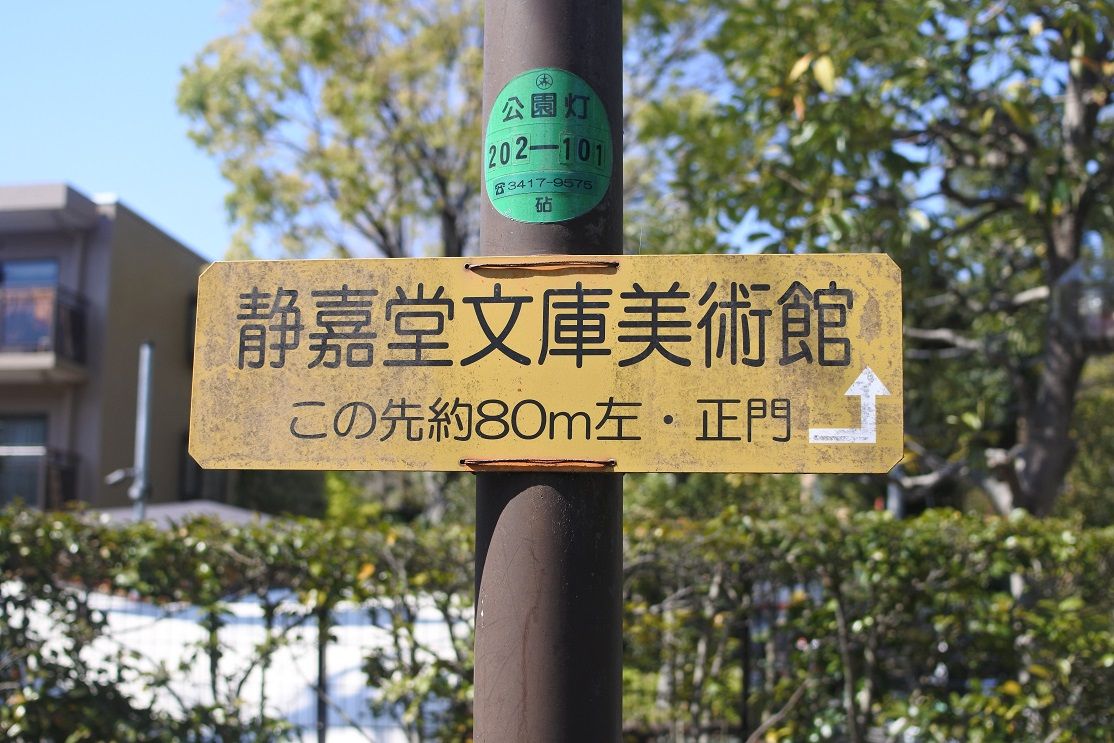 公園灯
202-101
☎3417-9575
砧
静嘉堂文庫美術館
この先約80m左・正門